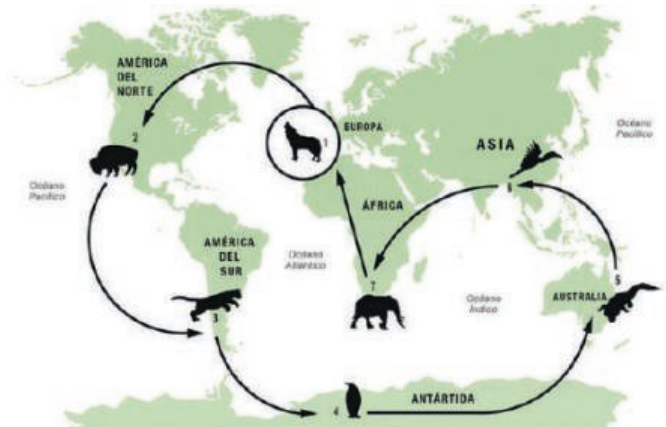 AMÉRICA
DEL
NORTE
2
Océano
Pacífico
1
EUROPA
ASIA
Océano
Pacífico
6
ÁFRICA
AMÉRICA
DEL
SUR
3
Océano
Atlántico
7
Océano
Índico
5
AUSTRALIA
4
ANTÁRTIDA